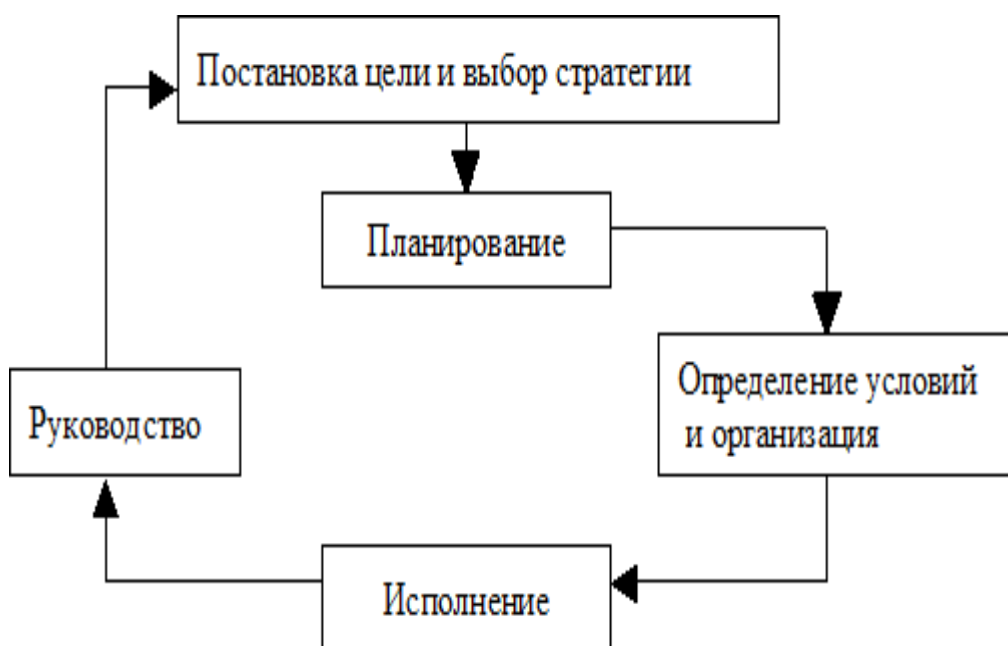 Постановка цели и выбор стратегии
Планирование
Определение условий
и организация
Руководство
Исполнение